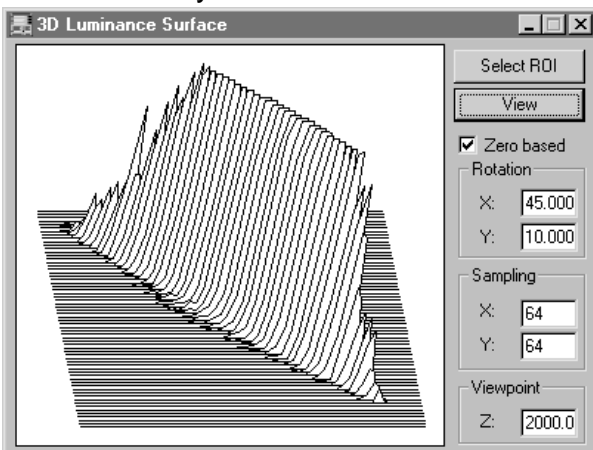 3D Luminance Surface
Select ROI
View
Zero based
Rotation
X: 45.000
Y: 10.000
Sampling
X: 64
Y: 64
Viewpoint
Z: 2000.0